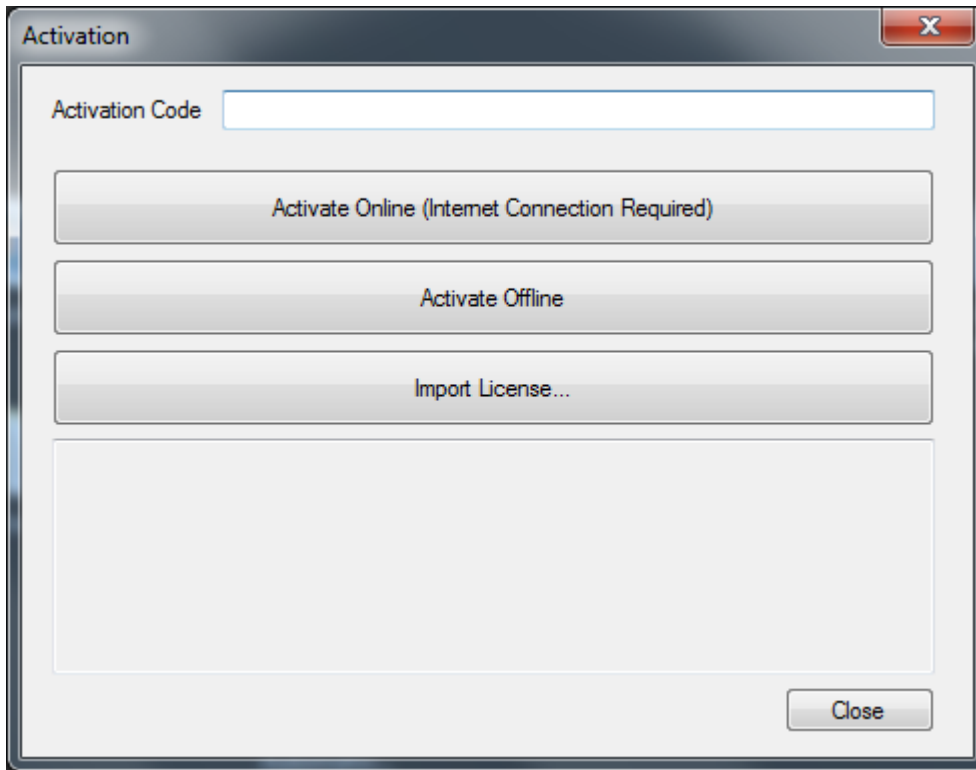 Activation
Activation Code
Activate Online (Internet Connection Required)
Activate Offline
Import License...
Close